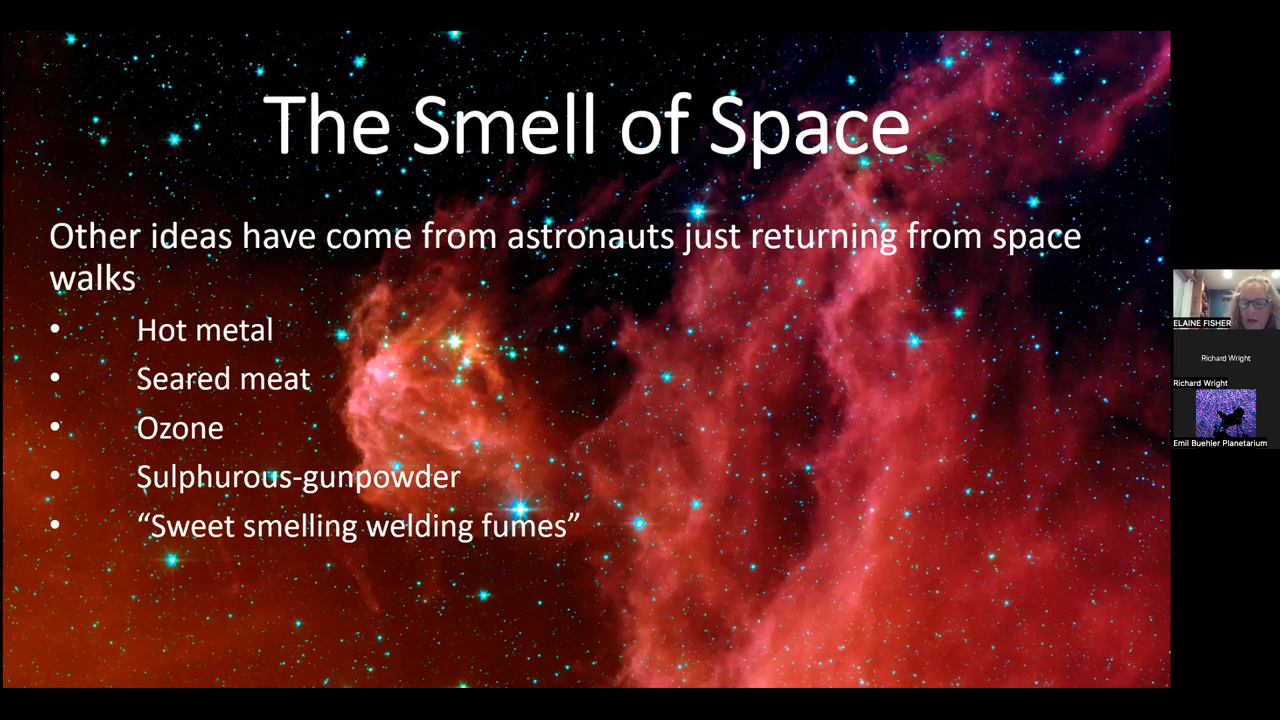 The Smell of Space
Other ideas have come from astronauts just returning from space
walks
• Hot metal
• Seared meat
• Ozone
• Sulphurous-gunpowder
• “Sweet smelling welding fumes”
ELAINE FISHER
Richard Wright
Richard Wright
Emil Buehler Planetarium